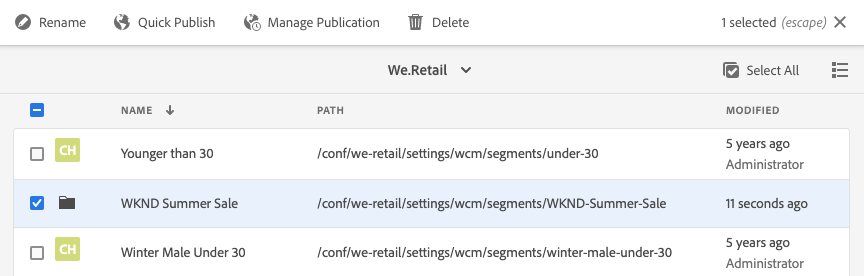 Rename Quick Publish Manage Publication Delete 1 selected (escape)
We.Retail Select All
NAME PATH MODIFIED
CH Younger than 30 /conf/we-retail/settings/wcm/segments/under-30 5 years ago
Administrator
WKND Summer Sale /conf/we-retail/settings/wcm/segments/WKND-Summer-Sale 11 seconds ago
CH Winter Male Under 30 /conf/we-retail/settings/wcm/segments/winter-male-under-30 5 years ago
Administrator